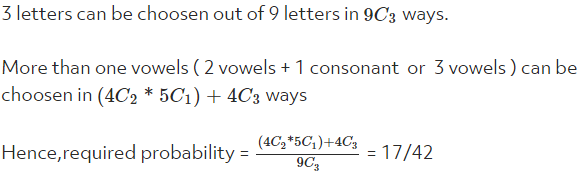 3 letters can be choosen out of 9 letters in 9C₃ ways.
More than one vowels ( 2 vowels + 1 consonant or 3 vowels ) can be
choosen in (4C₂ * 5C₁) + 4C₃ ways
Hence,required probability = (4C₂*5C₁)+4C₃ / 9C₃ = 17/42